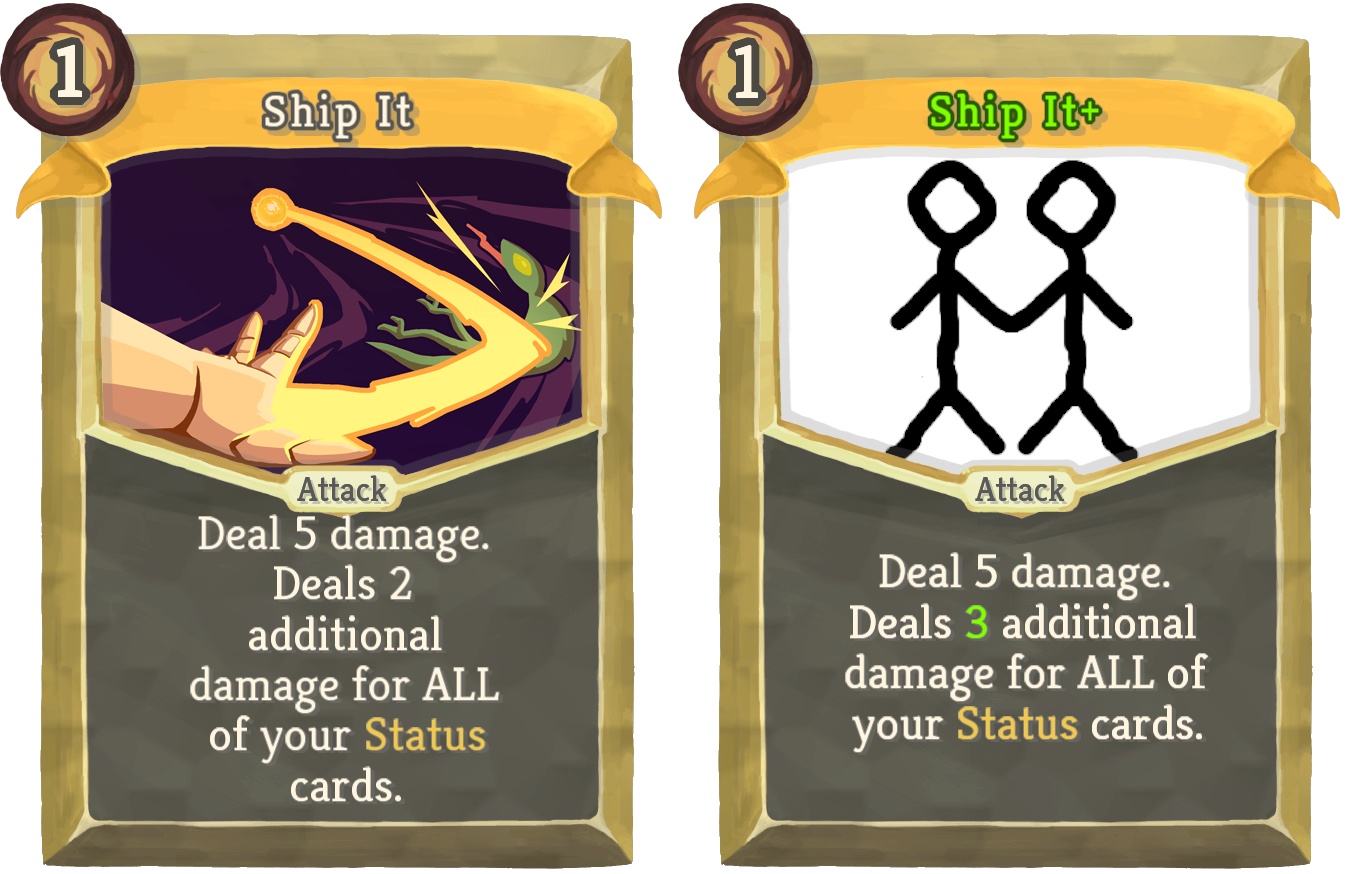 1
Ship It
Attack
Deal 5 damage.
Deals 2
additional
damage for ALL
of your Status
cards.
1
Ship It+
Attack
Deal 5 damage.
Deals 3 additional
damage for ALL of
your Status cards.